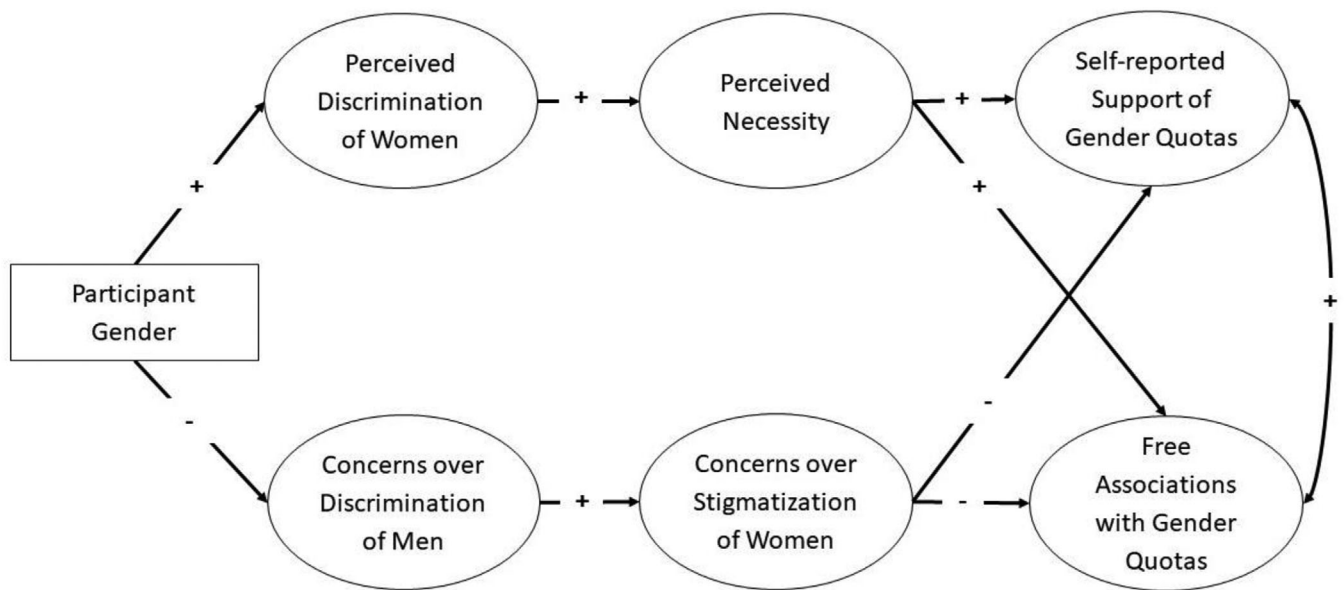 Perceived
Discrimination
of Women
+
Perceived
Necessity
+
Self-reported
Support of
Gender Quotas
+
+
Participant
Gender
+
-
-
Concerns over
Discrimination
of Men
+
Concerns over
Stigmatization
of Women
-
Free
Associations
with Gender
Quotas